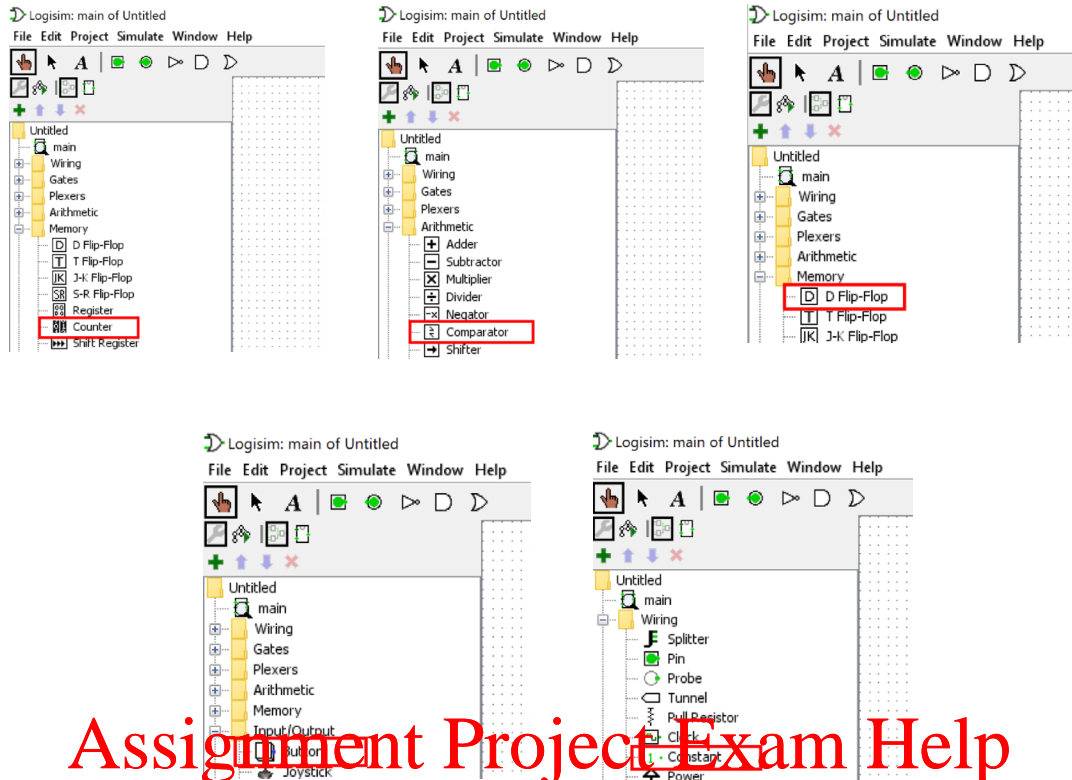 Logisim: main of Untitled
File Edit Project Simulate Window Help
A
Untitled
main
Wiring
Gates
Plexers
Arithmetic
Memory
D D Flip-Flop
T T Flip-Flop
JK J-K Flip-Flop
SR S-R Flip-Flop
Register
Counter
Shift Register
Logisim: main of Untitled
File Edit Project Simulate Window Help
A
Untitled
main
Wiring
Gates
Plexers
Arithmetic
Adder
Subtractor
Multiplier
Divider
-x Negator
Comparator
Shifter
Logisim: main of Untitled
File Edit Project Simulate Window Help
A
Untitled
main
Wiring
Gates
Plexers
Arithmetic
Memory
D D Flip-Flop
T T Flip-Flop
JK J-K Flip-Flop
Logisim: main of Untitled
File Edit Project Simulate Window Help
A
Untitled
main
Wiring
Gates
Plexers
Arithmetic
Memory
Input/Output
Button
Joystick
Logisim: main of Untitled
File Edit Project Simulate Window Help
A
Untitled
main
Wiring
Splitter
Pin
Probe
Tunnel
Pull Resistor
Clock
1 Constant
Power
Assignment Project Exam Help